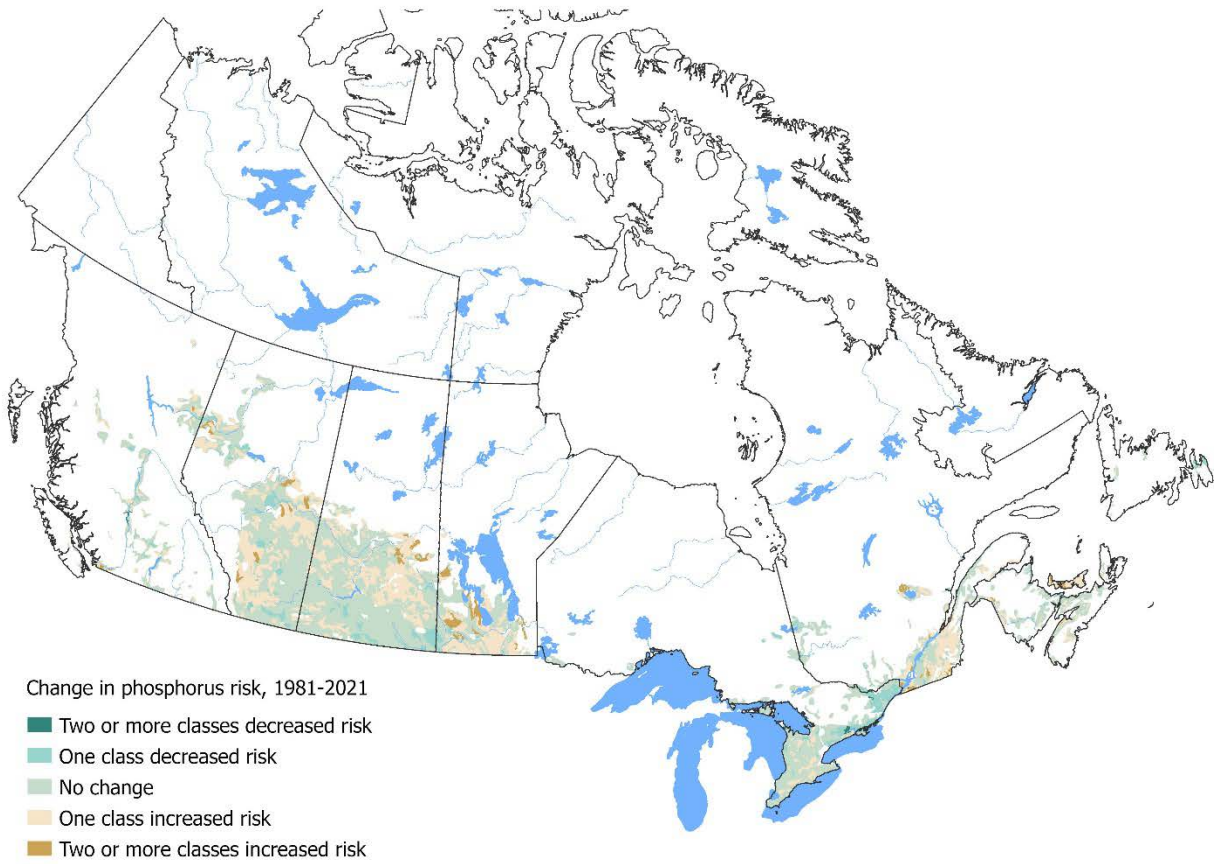 Change in phosphorus risk, 1981-2021
Two or more classes decreased risk
One class decreased risk
No change
One class increased risk
Two or more classes increased risk